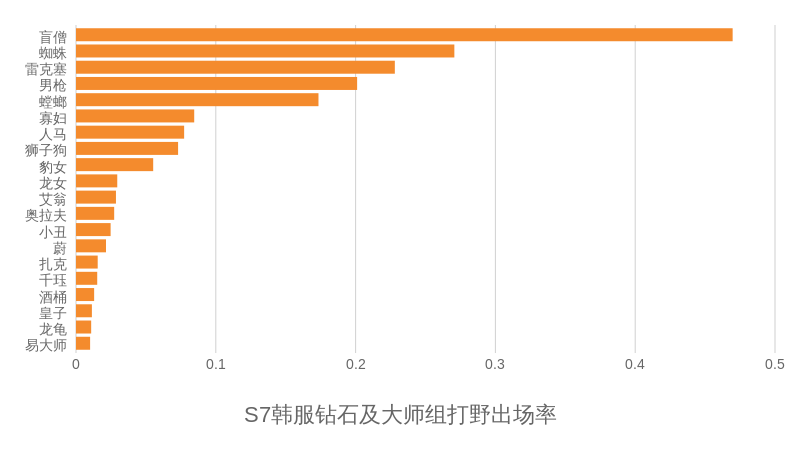 盲僧
蜘蛛
雷克塞
男枪
螳螂
寡妇
人马
狮子狗
豹女
龙女
艾翁
奥拉夫
小丑
蔚
扎克
千珏
酒桶
皇子
龙龟
易大师
0 0.1 0.2 0.3 0.4 0.5
S7韩服钻石及大师组打野出场率